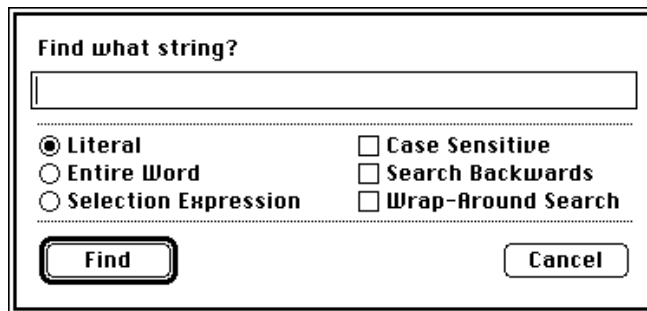 Find what string?
Literal
Case Sensitive
Entire Word
Search Backwards
Selection Expression
Wrap-Around Search
Find
Cancel